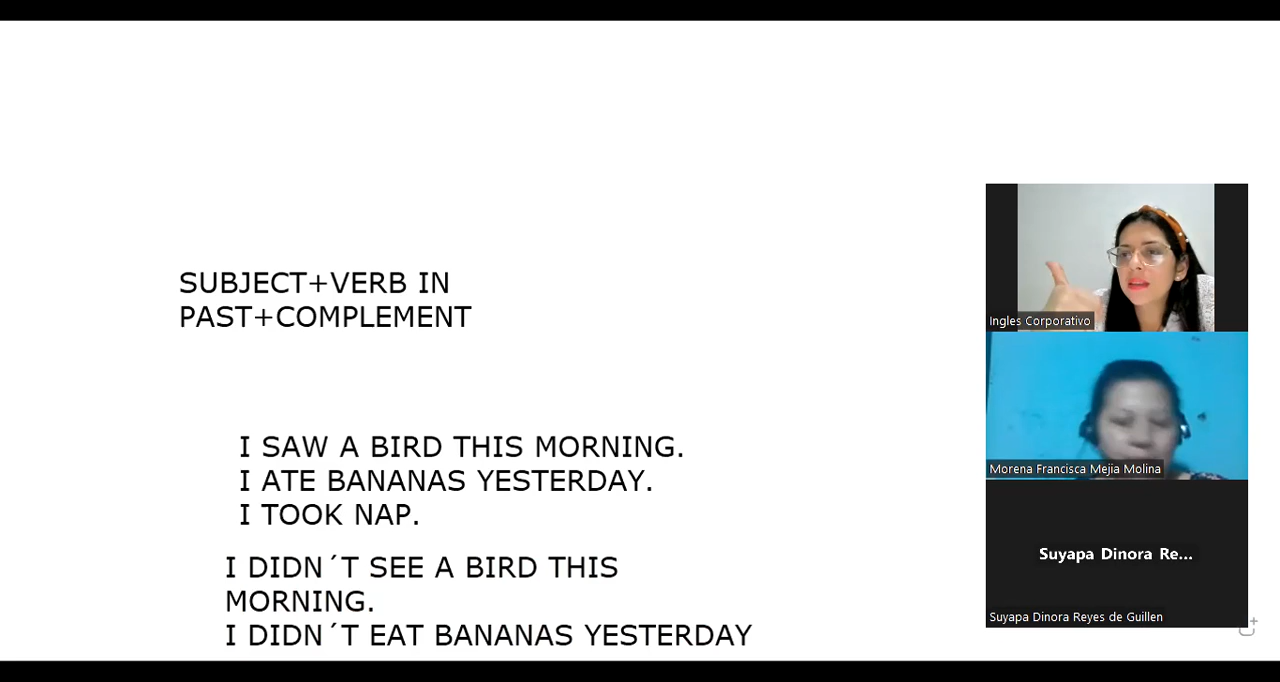 SUBJECT+VERB IN
PAST+COMPLEMENT
I SAW A BIRD THIS MORNING.
I ATE BANANAS YESTERDAY.
I TOOK NAP.
I DIDN´T SEE A BIRD THIS
MORNING.
I DIDN´T EAT BANANAS YESTERDAY
Ingles Corporativo
Morena Francisca Mejia Molina
Suyapa Dinora Re...
Suyapa Dinora Reyes de Guillen